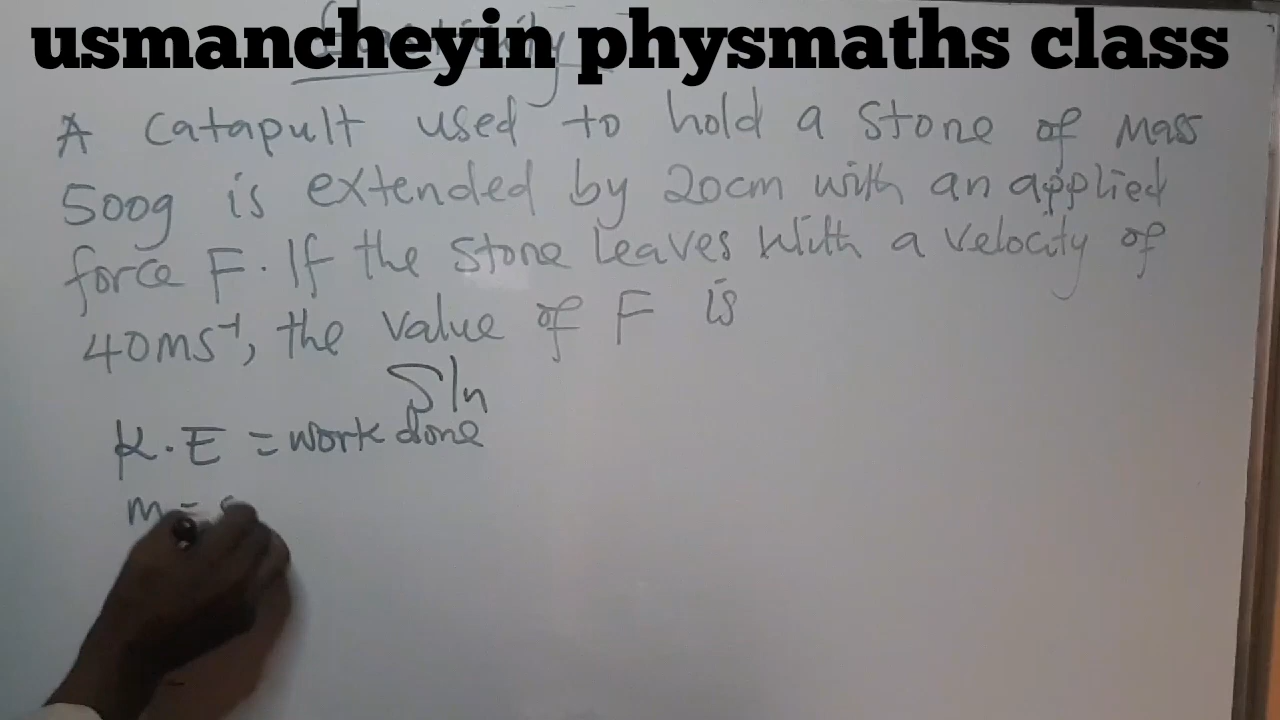 usmancheyin physmaths class
A catapult used to hold a stone of mass
500g is extended by 20cm with an applied
force F. If the stone leaves with a velocity of
40ms⁻¹, the value of F is
Sln
K.E = work done
m =